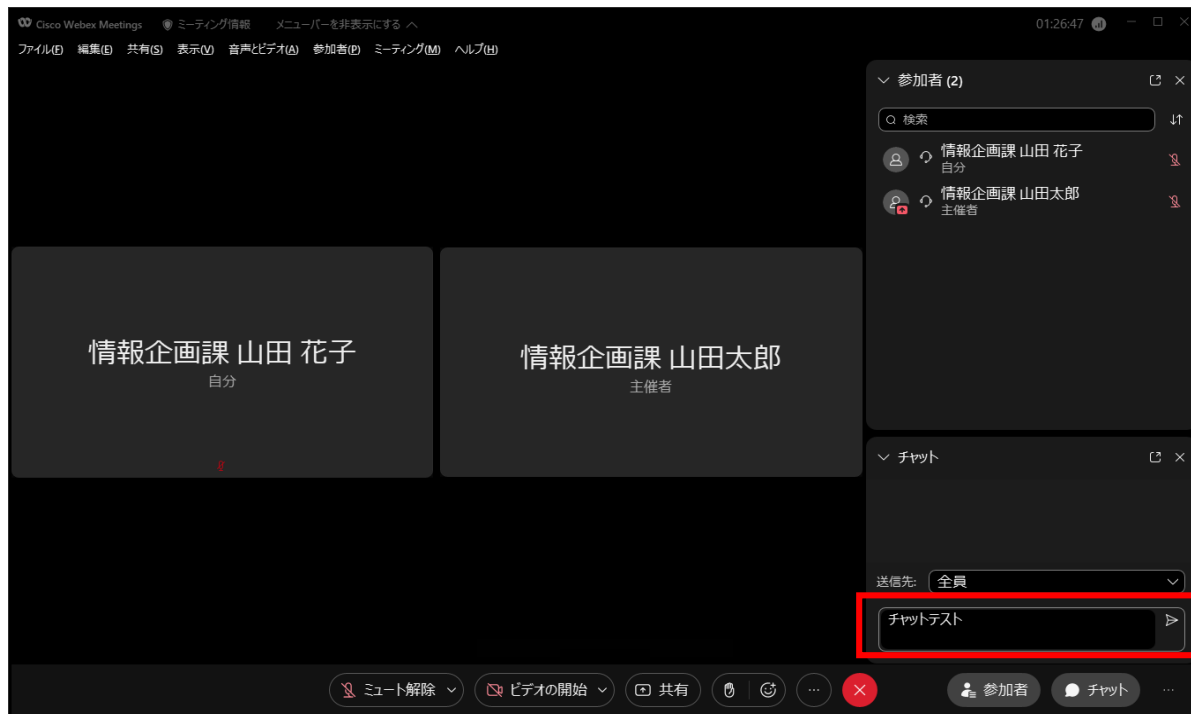 Cisco Webex Meetings ミーティング情報 メニューバーを非表示にする 01:26:47
ファイル(F) 編集(E) 共有(S) 表示(V) 音声とビデオ(A) 参加者(P) ミーティング(M) ヘルプ(H)
参加者 (2)
検索
情報企画課 山田 花子
自分
情報企画課 山田太郎
主催者
情報企画課 山田 花子
自分
情報企画課 山田太郎
主催者
チャット
送信先: 全員
チャットテスト
ミュート解除 ビデオの開始 共有 参加者 チャット